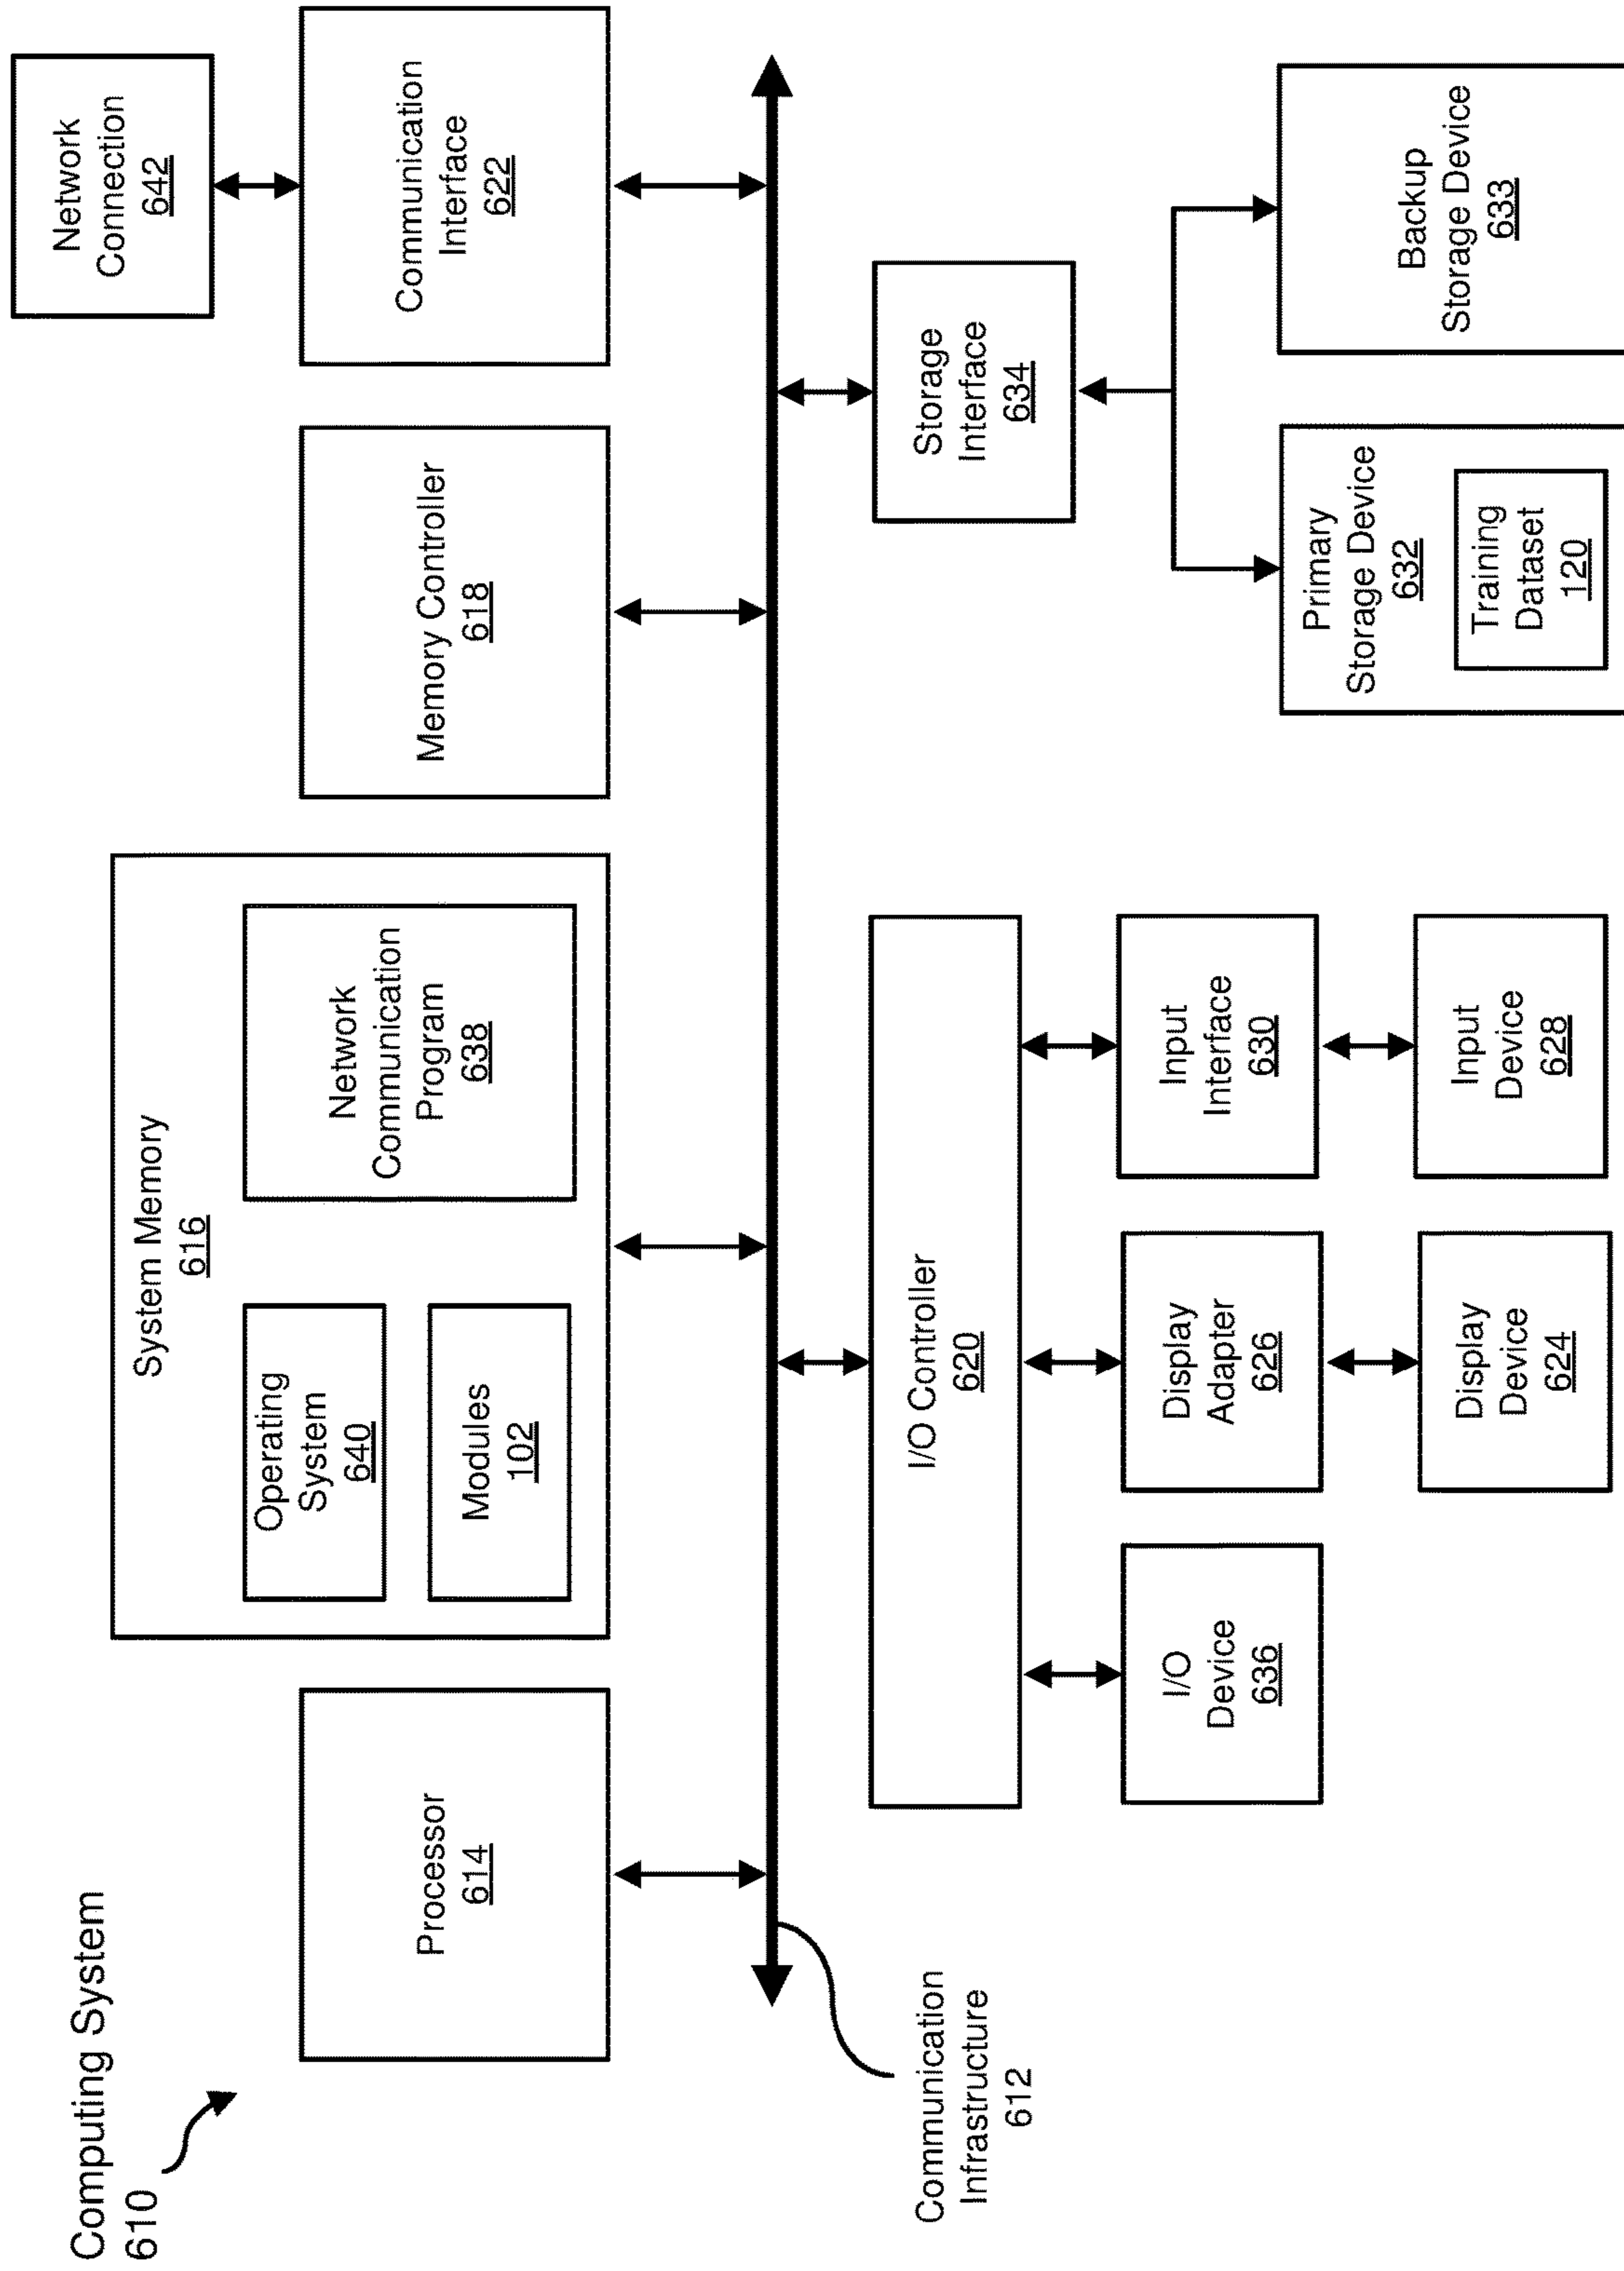 Computing System
610
Processor
614
System Memory
616
Operating
System
640
Modules
102
Network
Communication
Program
638
Memory Controller
618
Network
Connection
642
Communication
Interface
622
Communication
Infrastructure
612
I/O Controller
620
I/O
Device
636
Display
Adapter
626
Display
Device
624
Input
Interface
630
Input
Device
628
Storage
Interface
634
Primary
Storage Device
632
Training
Dataset
120
Backup
Storage Device
633